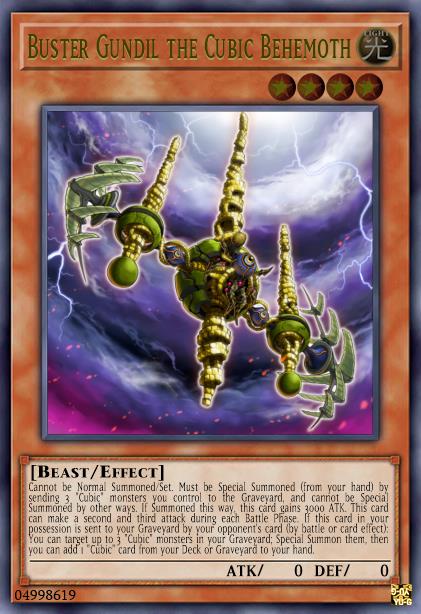 BUSTER GUNDIL THE CUBIC BEHEMOTH
LIGHT
光
[BEAST/EFFECT]
Cannot be Normal Summoned/Set. Must be Special Summoned (from your hand) by
sending 3 "Cubic" monsters you control to the Graveyard, and cannot be Special
Summoned by other ways. If Summoned this way, this card gains 3000 ATK. This card
can make a second and third attack during each Battle Phase. If this card in your
possession is sent to your Graveyard by your opponent's card (by battle or card effect):
You can target up to 3 "Cubic" monsters in your Graveyard; Special Summon them, then
you can add 1 "Cubic" card from your Deck or Graveyard to your hand.
ATK/ 0 DEF/ 0
04998619